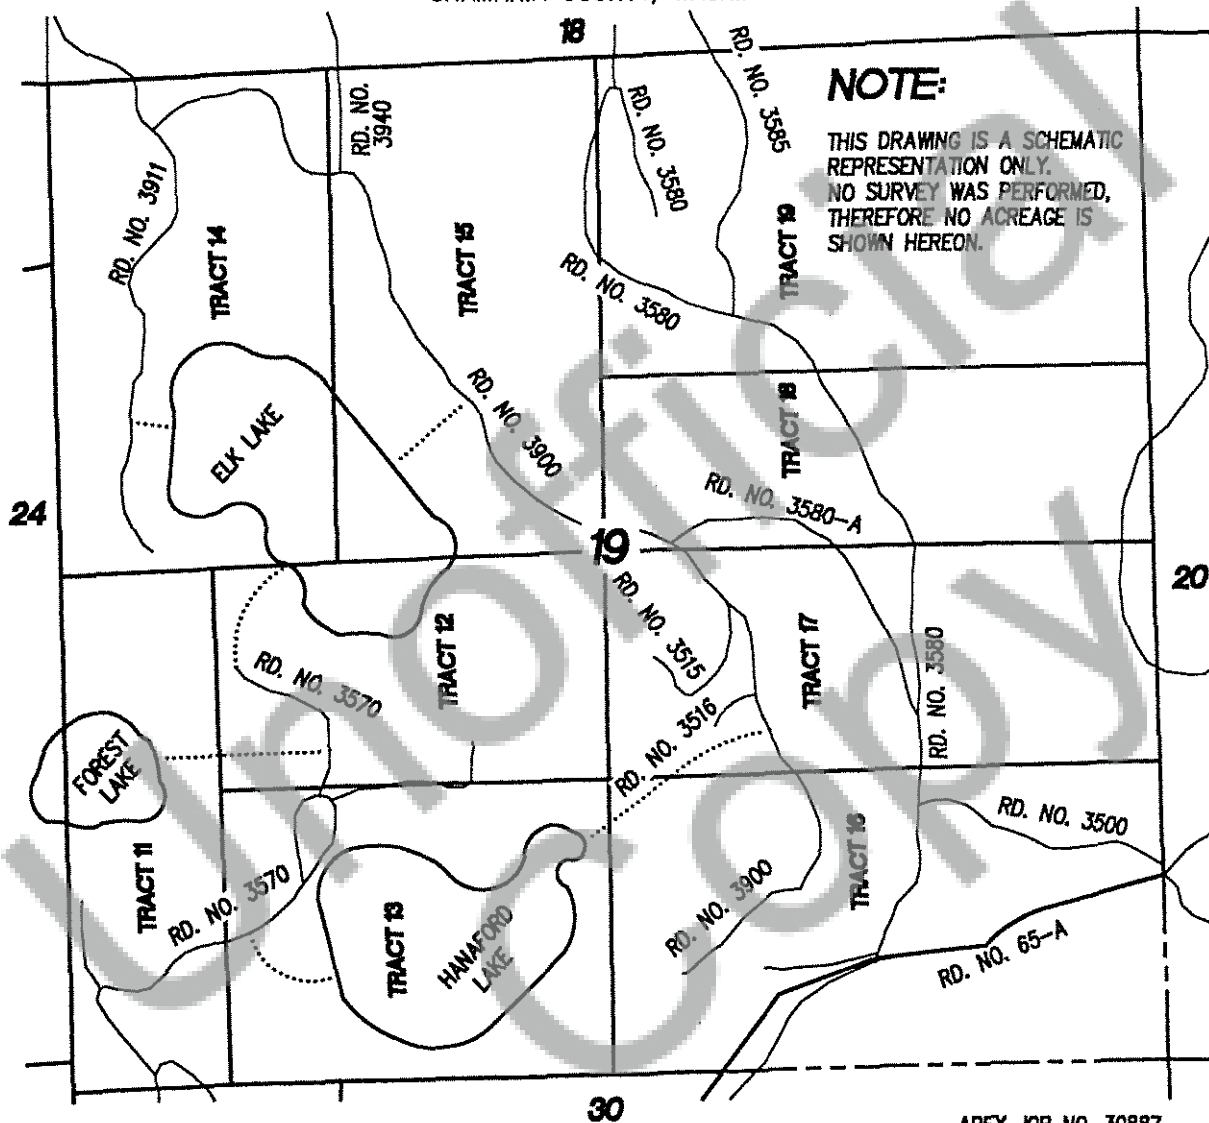 18
RD. NO. 3585
NOTE:
THIS DRAWING IS A SCHEMATIC
REPRESENTATION ONLY.
NO SURVEY WAS PERFORMED,
THEREFORE NO ACREAGE IS
SHOWN HEREON.
RD. NO.
3940
RD. NO. 3580
RD. NO. 3911
TRACT 14
TRACT 15
TRACT 19
RD. NO. 3580
RD. NO. 3900
TRACT 18
ELK LAKE
RD. NO. 3580-A
24
19
20
RD. NO. 3515
TRACT 12
TRACT 17
RD. NO. 3580
RD. NO. 3570
RD. NO. 3516
FOREST
LAKE
RD. NO. 3500
TRACT 11
RD. NO. 3570
TRACT 16
RD. NO. 3900
TRACT 13
HANAFORD
LAKE
RD. NO. 65-A
30
APEX JOB NO. 30887
Unofficial
Copy